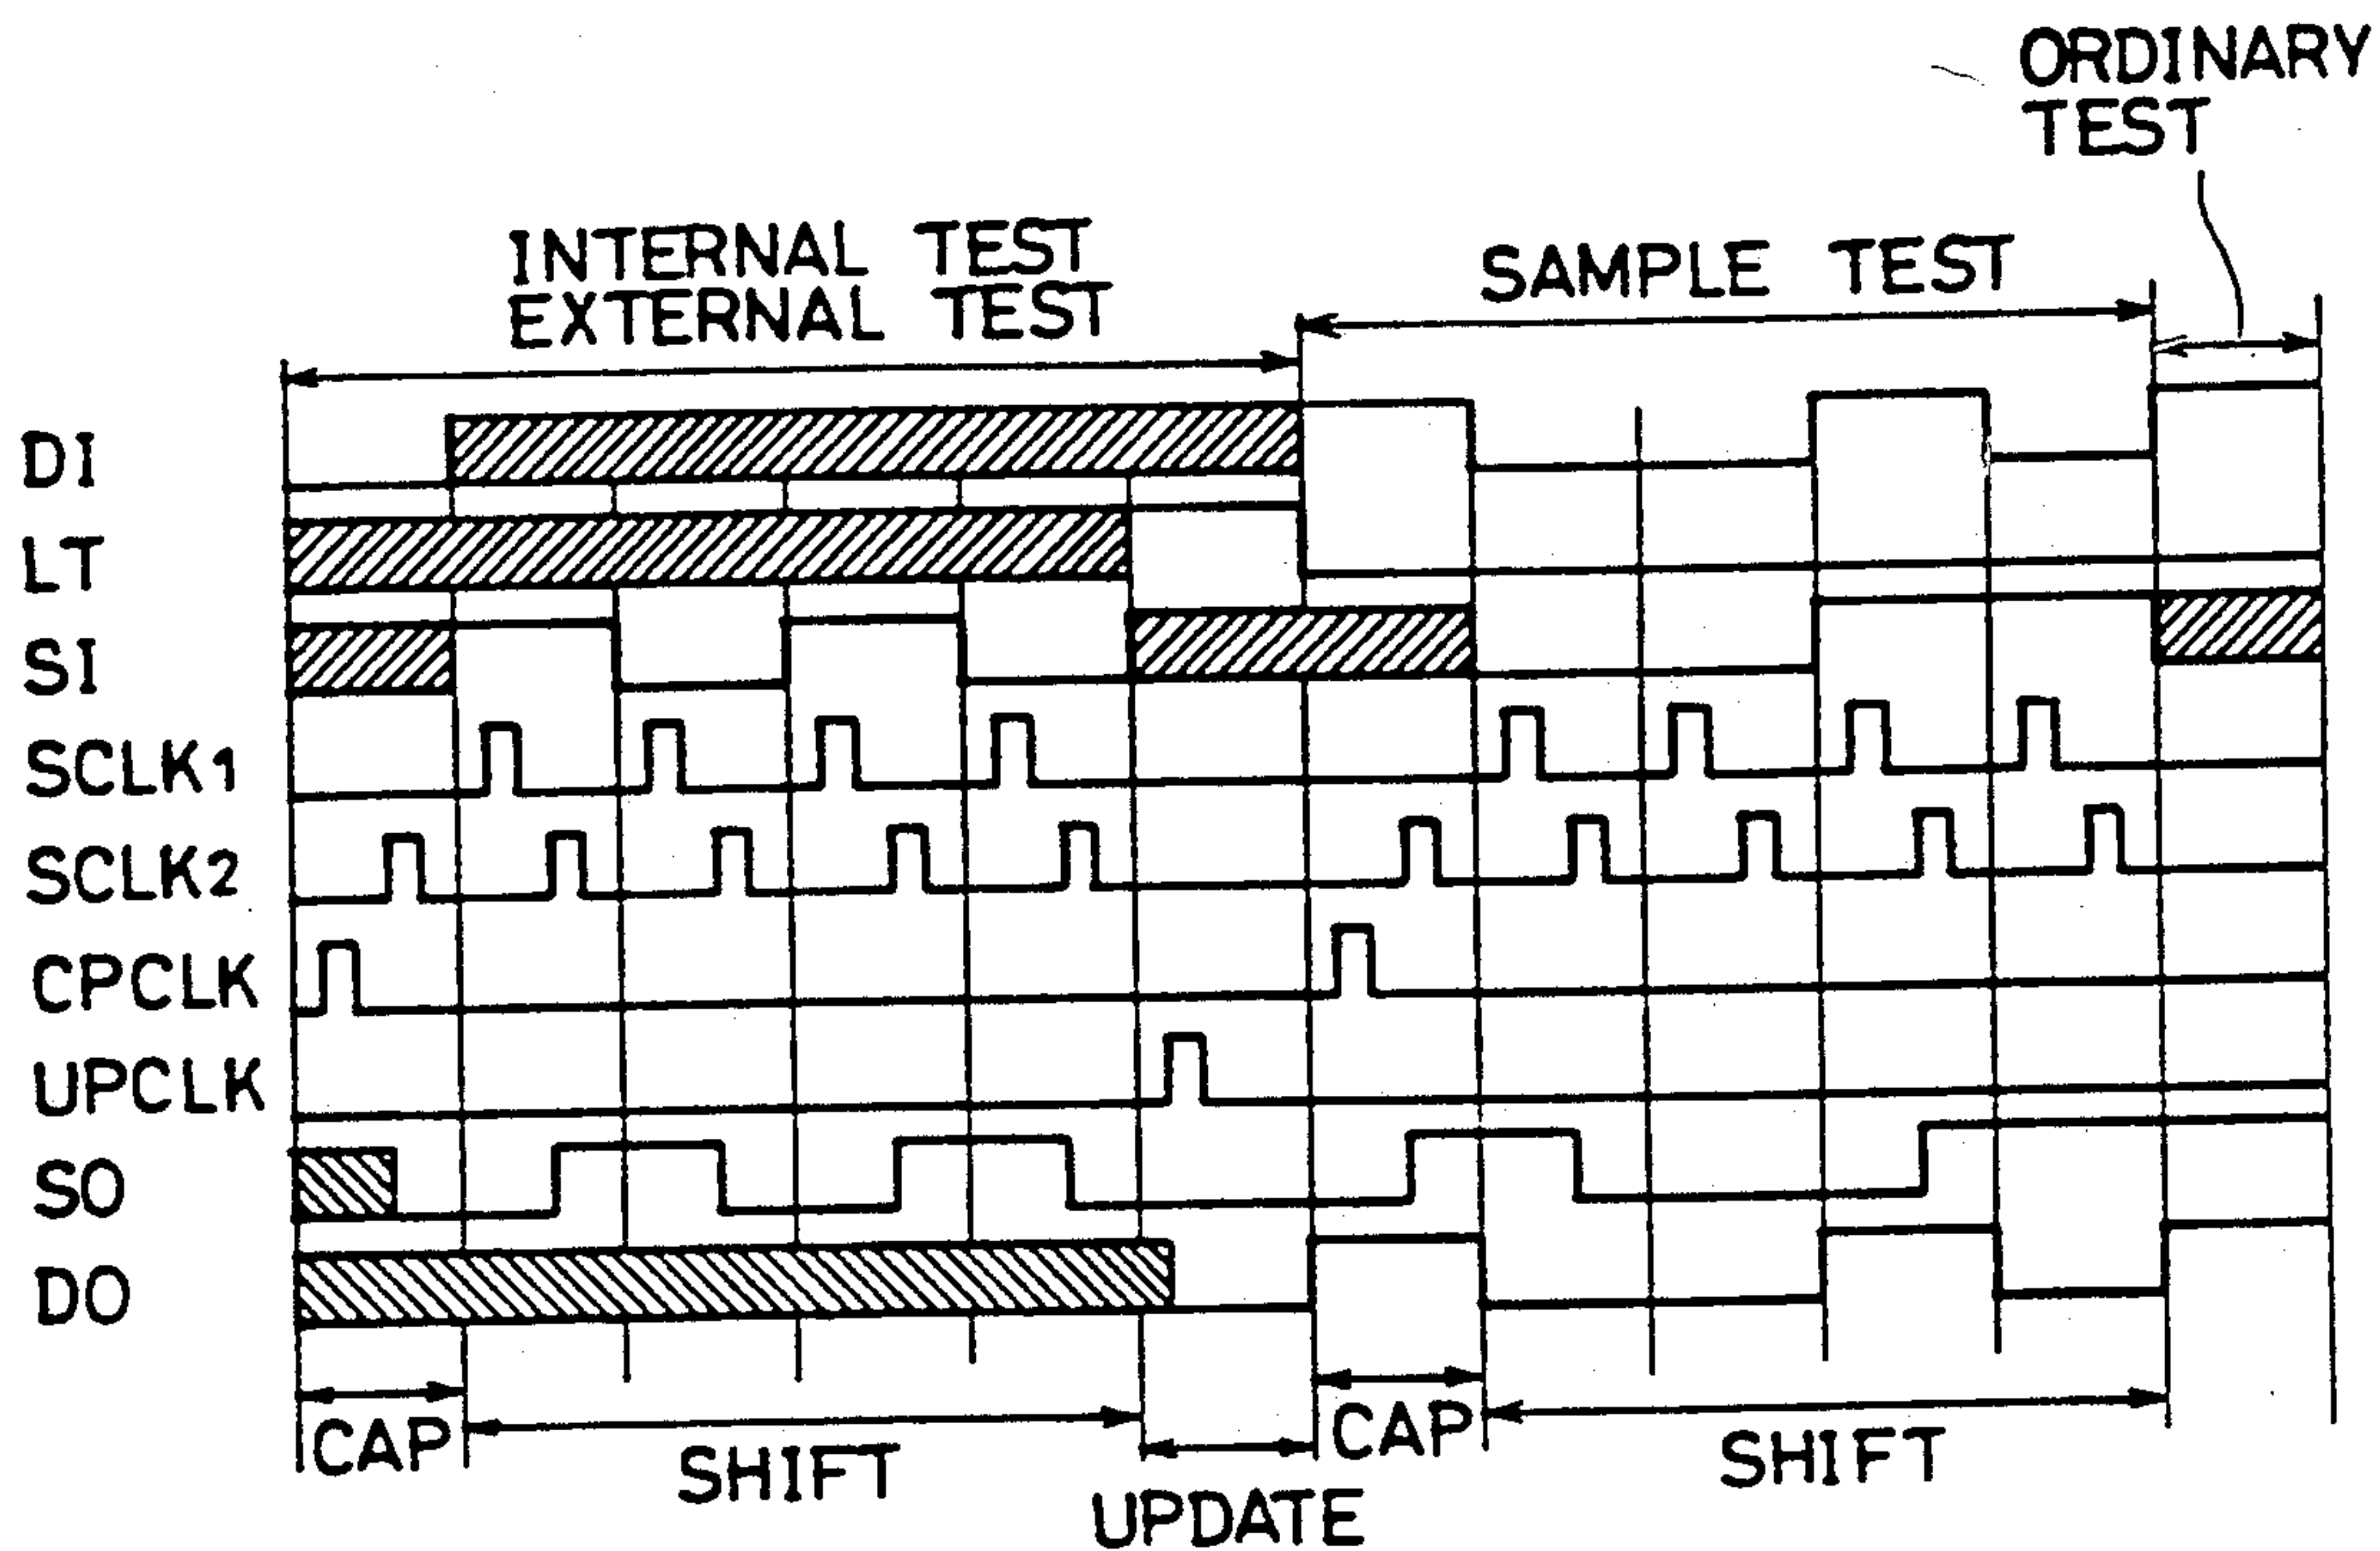 ORDINARY
TEST
INTERNAL TEST
EXTERNAL TEST
SAMPLE TEST
DI
LT
SI
SCLK1
SCLK2
CPCLK
UPCLK
SO
DO
CAP
SHIFT
UPDATE
CAP
SHIFT